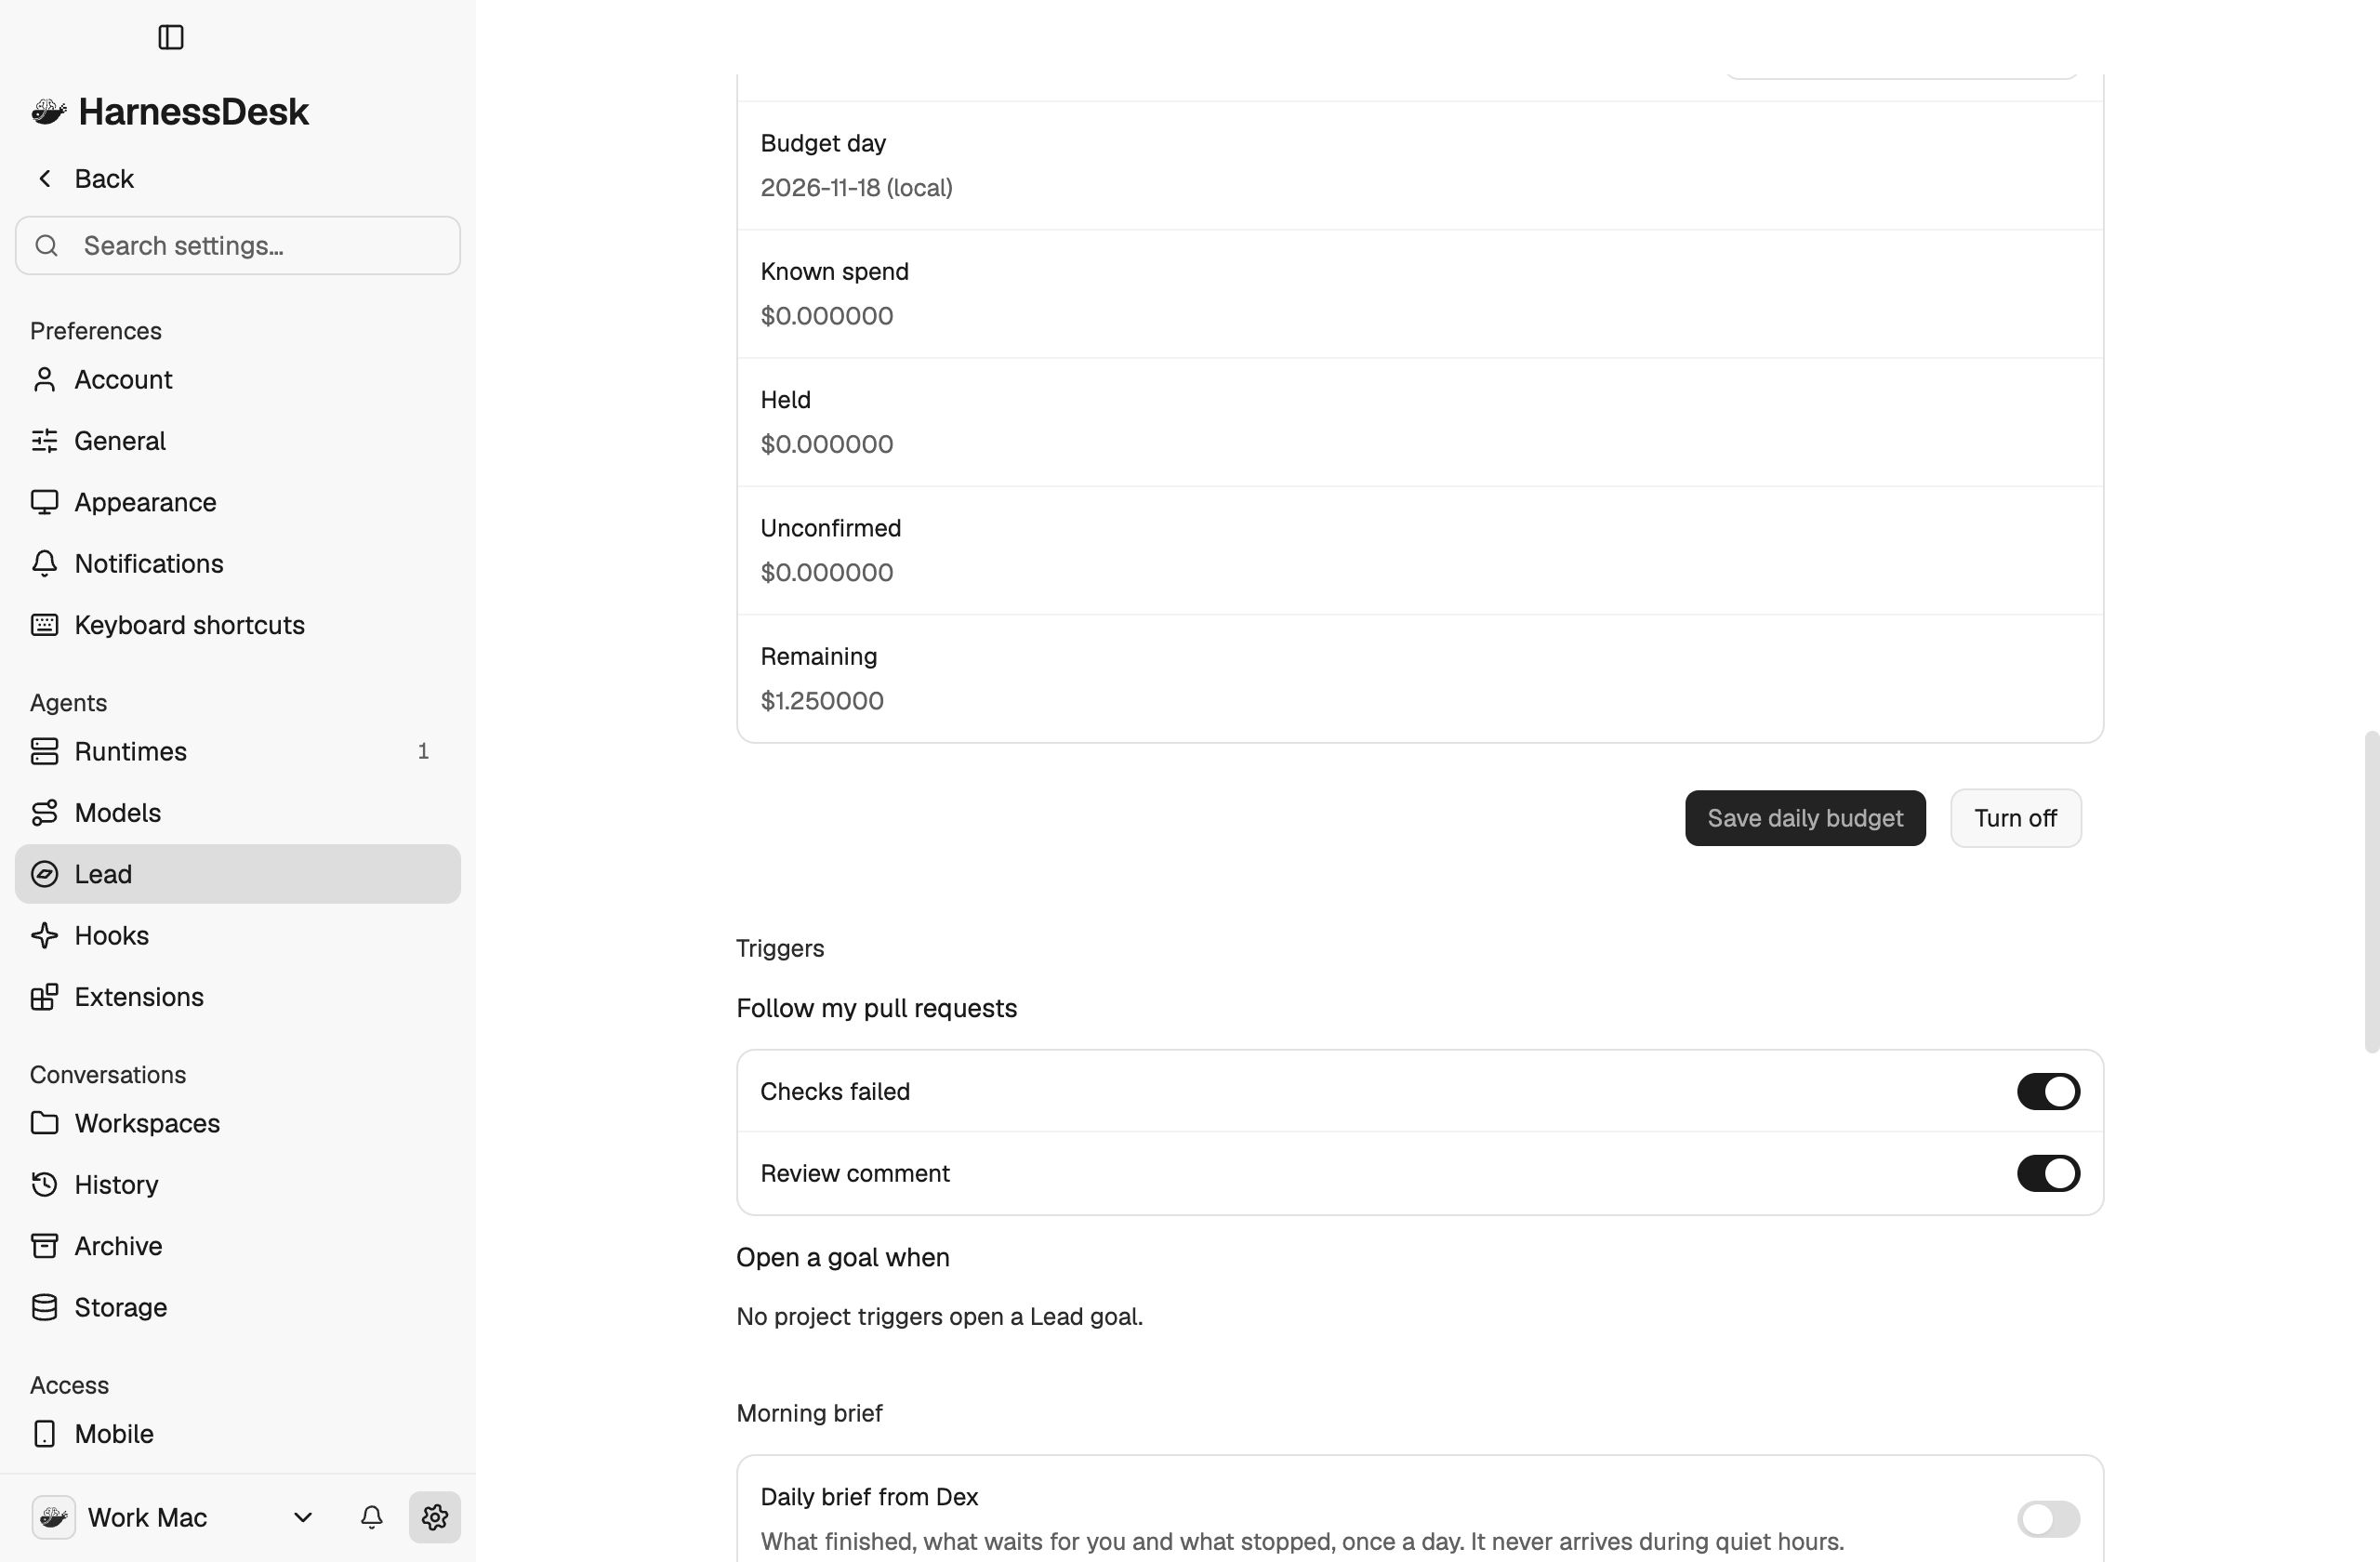 HarnessDesk
Back
Search settings...
Preferences
Account
General
Appearance
Notifications
Keyboard shortcuts
Agents
Runtimes 1
Models
Lead
Hooks
Extensions
Conversations
Workspaces
History
Archive
Storage
Access
Mobile
Work Mac
Budget day
2026-11-18 (local)
Known spend
$0.000000
Held
$0.000000
Unconfirmed
$0.000000
Remaining
$1.250000
Save daily budget Turn off
Triggers
Follow my pull requests
Checks failed
Review comment
Open a goal when
No project triggers open a Lead goal.
Morning brief
Daily brief from Dex
What finished, what waits for you and what stopped, once a day. It never arrives during quiet hours.